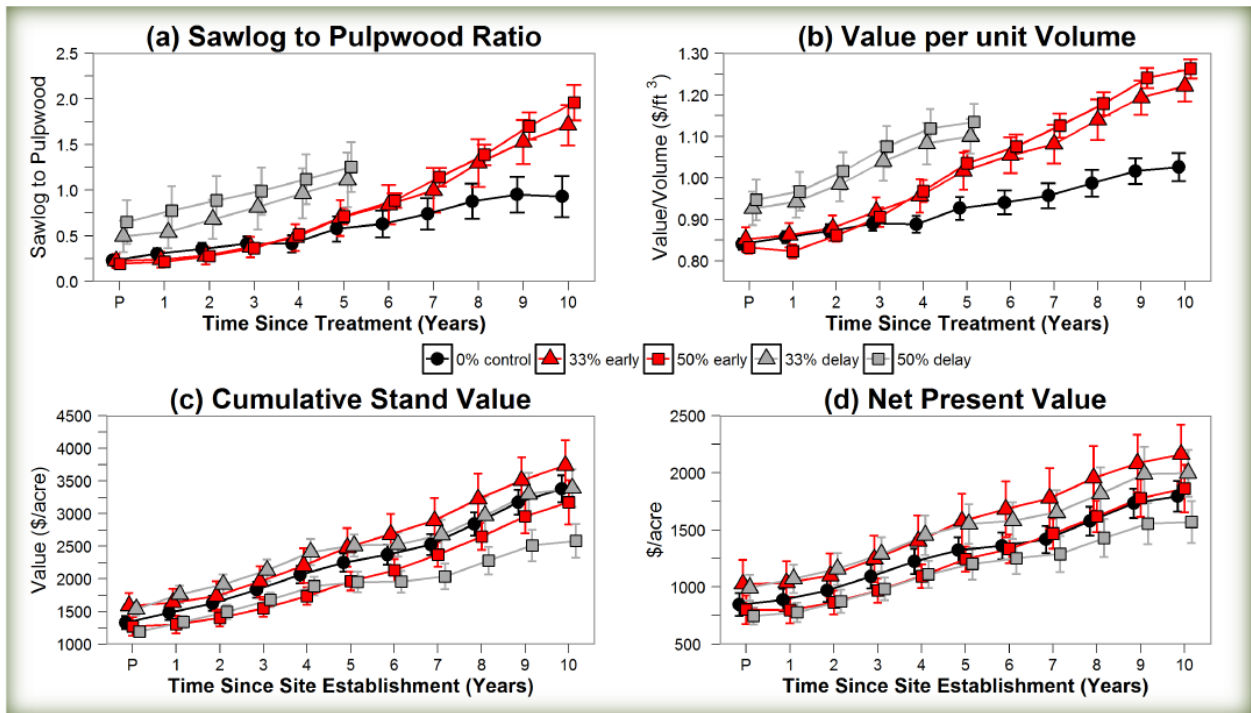 (a) Sawlog to Pulpwood Ratio
Sawlog to Pulpwood
2.5
2.0
1.5
1.0
0.5
0.0
P 1 2 3 4 5 6 7 8 9 10
Time Since Treatment (Years)
(b) Value per unit Volume
Value/Volume ($/ft ³)
1.30
1.20
1.10
1.00
0.90
0.80
P 1 2 3 4 5 6 7 8 9 10
Time Since Treatment (Years)
0% control 33% early 50% early 33% delay 50% delay
(c) Cumulative Stand Value
Value ($/acre)
4500
4000
3500
3000
2500
2000
1500
1000
P 1 2 3 4 5 6 7 8 9 10
Time Since Site Establishment (Years)
(d) Net Present Value
$/acre
2500
2000
1500
1000
500
P 1 2 3 4 5 6 7 8 9 10
Time Since Site Establishment (Years)